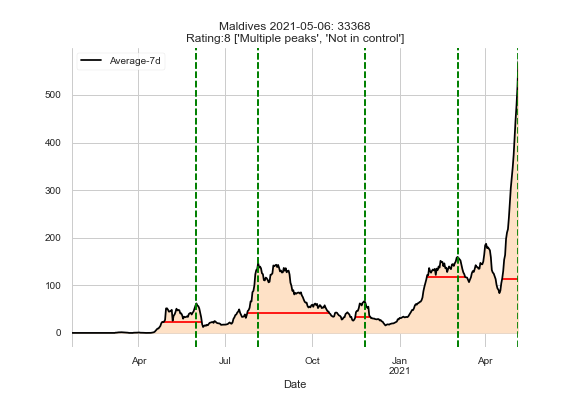 Maldives 2021-05-06: 33368
Rating:8 ['Multiple peaks', 'Not in control']
Average-7d
500
400
300
200
100
0
Apr
Jul
Oct
Jan
2021
Apr
Date